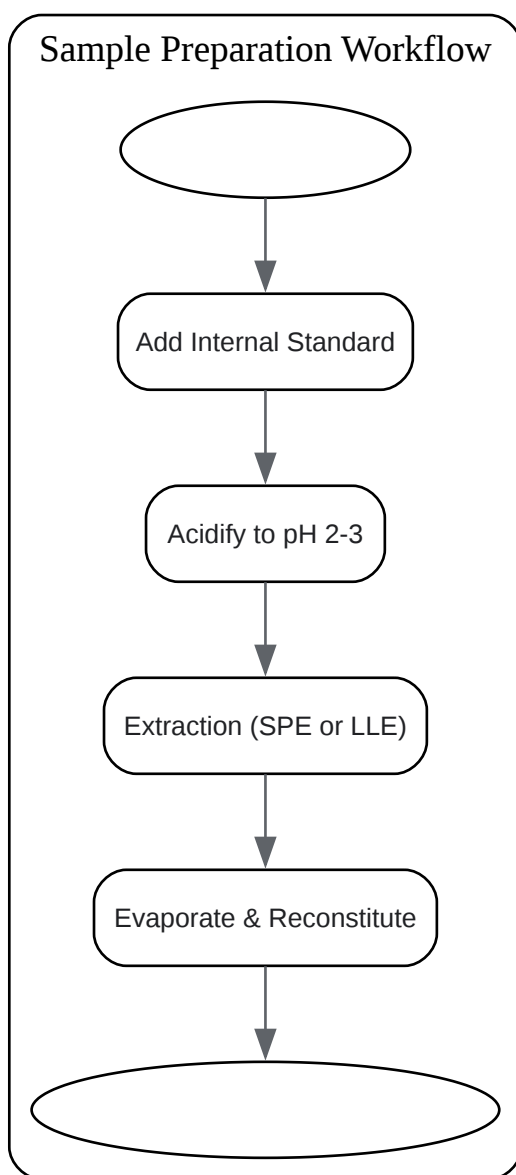 Sample Preparation Workflow
Add Internal Standard
Acidify to pH 2-3
Extraction (SPE or LLE)
Evaporate & Reconstitute